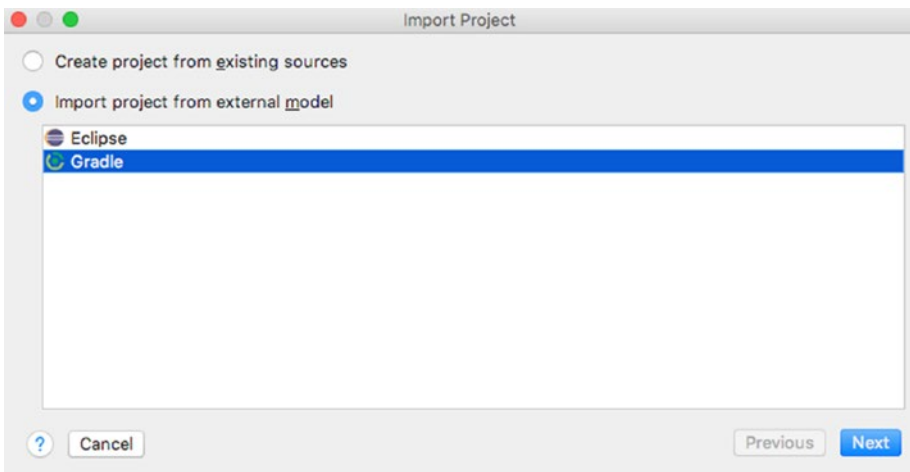 Import Project
Create project from existing sources
Import project from external model
Eclipse
Gradle
? Cancel Previous Next